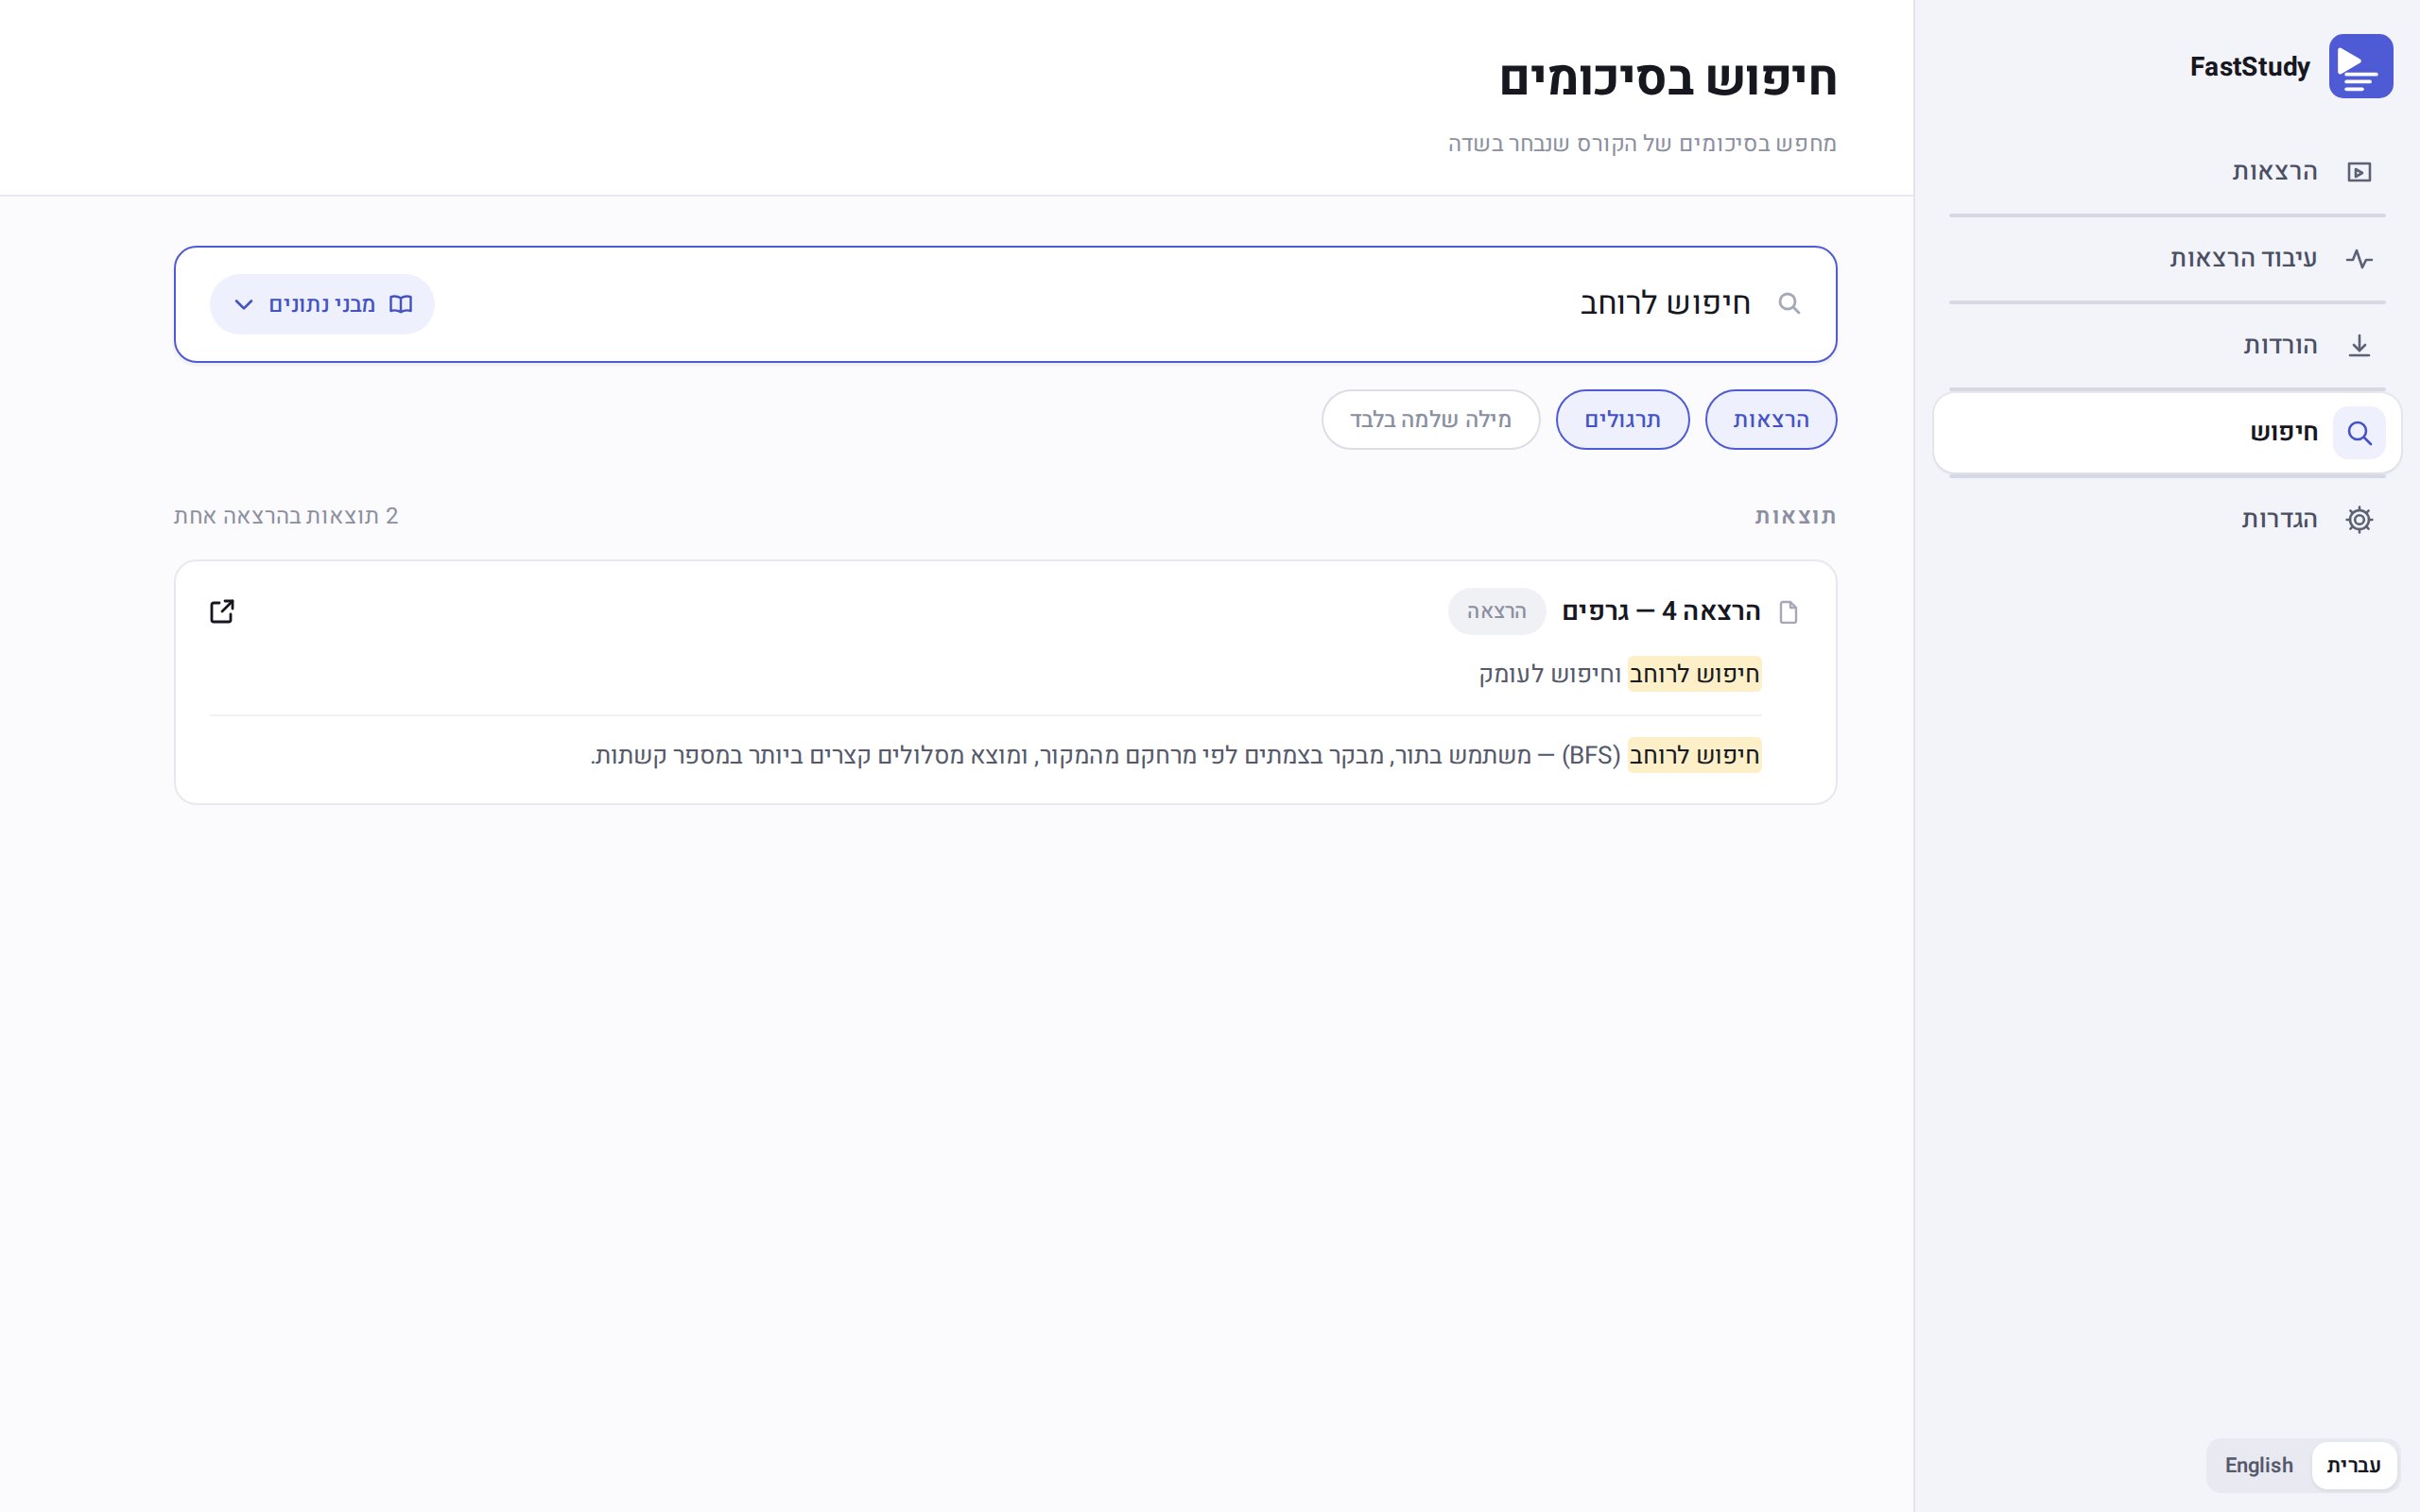 FastStudy
הרצאות
עיבוד הרצאות
הורדות
חיפוש
הגדרות
עברית English
חיפוש בסיכומים
מחפש בסיכומים של הקורס שנבחר בשדה
חיפוש לרוחב
מבני נתונים
הרצאות תרגולים מילה שלמה בלבד
תוצאות
2 תוצאות בהרצאה אחת
הרצאה 4 — גרפים הרצאה
חיפוש לרוחב וחיפוש לעומק
חיפוש לרוחב (BFS) — משתמש בתור, מבקר בצמתים לפי מרחקם מהמקור, ומוצא מסלולים קצרים ביותר במספר קשתות.